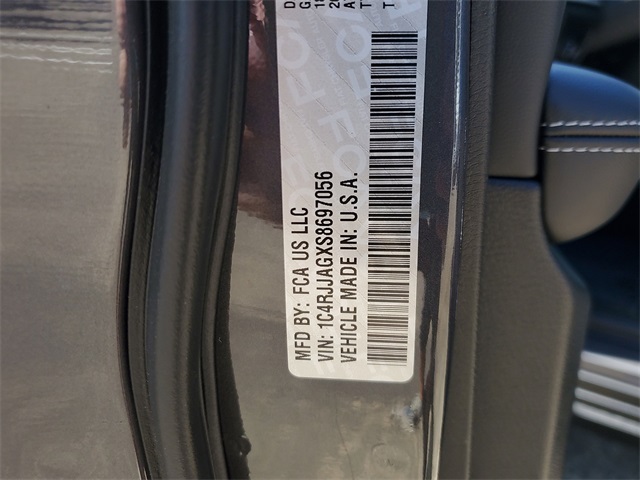 MFD BY: FCA US LLC
VIN: 1C4RJJAGXS8697056
VEHICLE MADE IN: U.S.A.